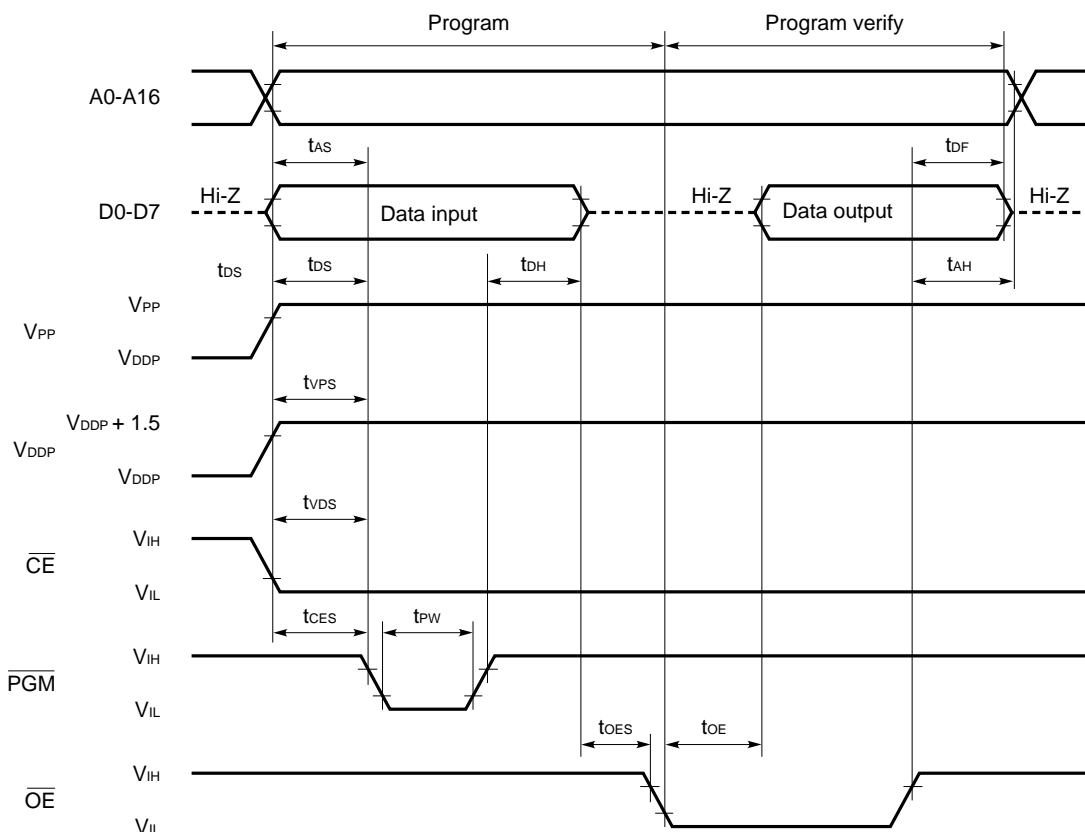 Program Program verify
A0-A16
tAS tDF
Hi-Z Hi-Z Hi-Z
D0-D7 Data input Data output
tDS tDS tDH tAH
VPP
VPP
VDDP
tVPS
VDDP + 1.5
VDDP
VDDP
tVDS
VIH
CE
VIL
tCES tPW
VIH
PGM
VIL
tOES tOE
VIH
OE
VIL